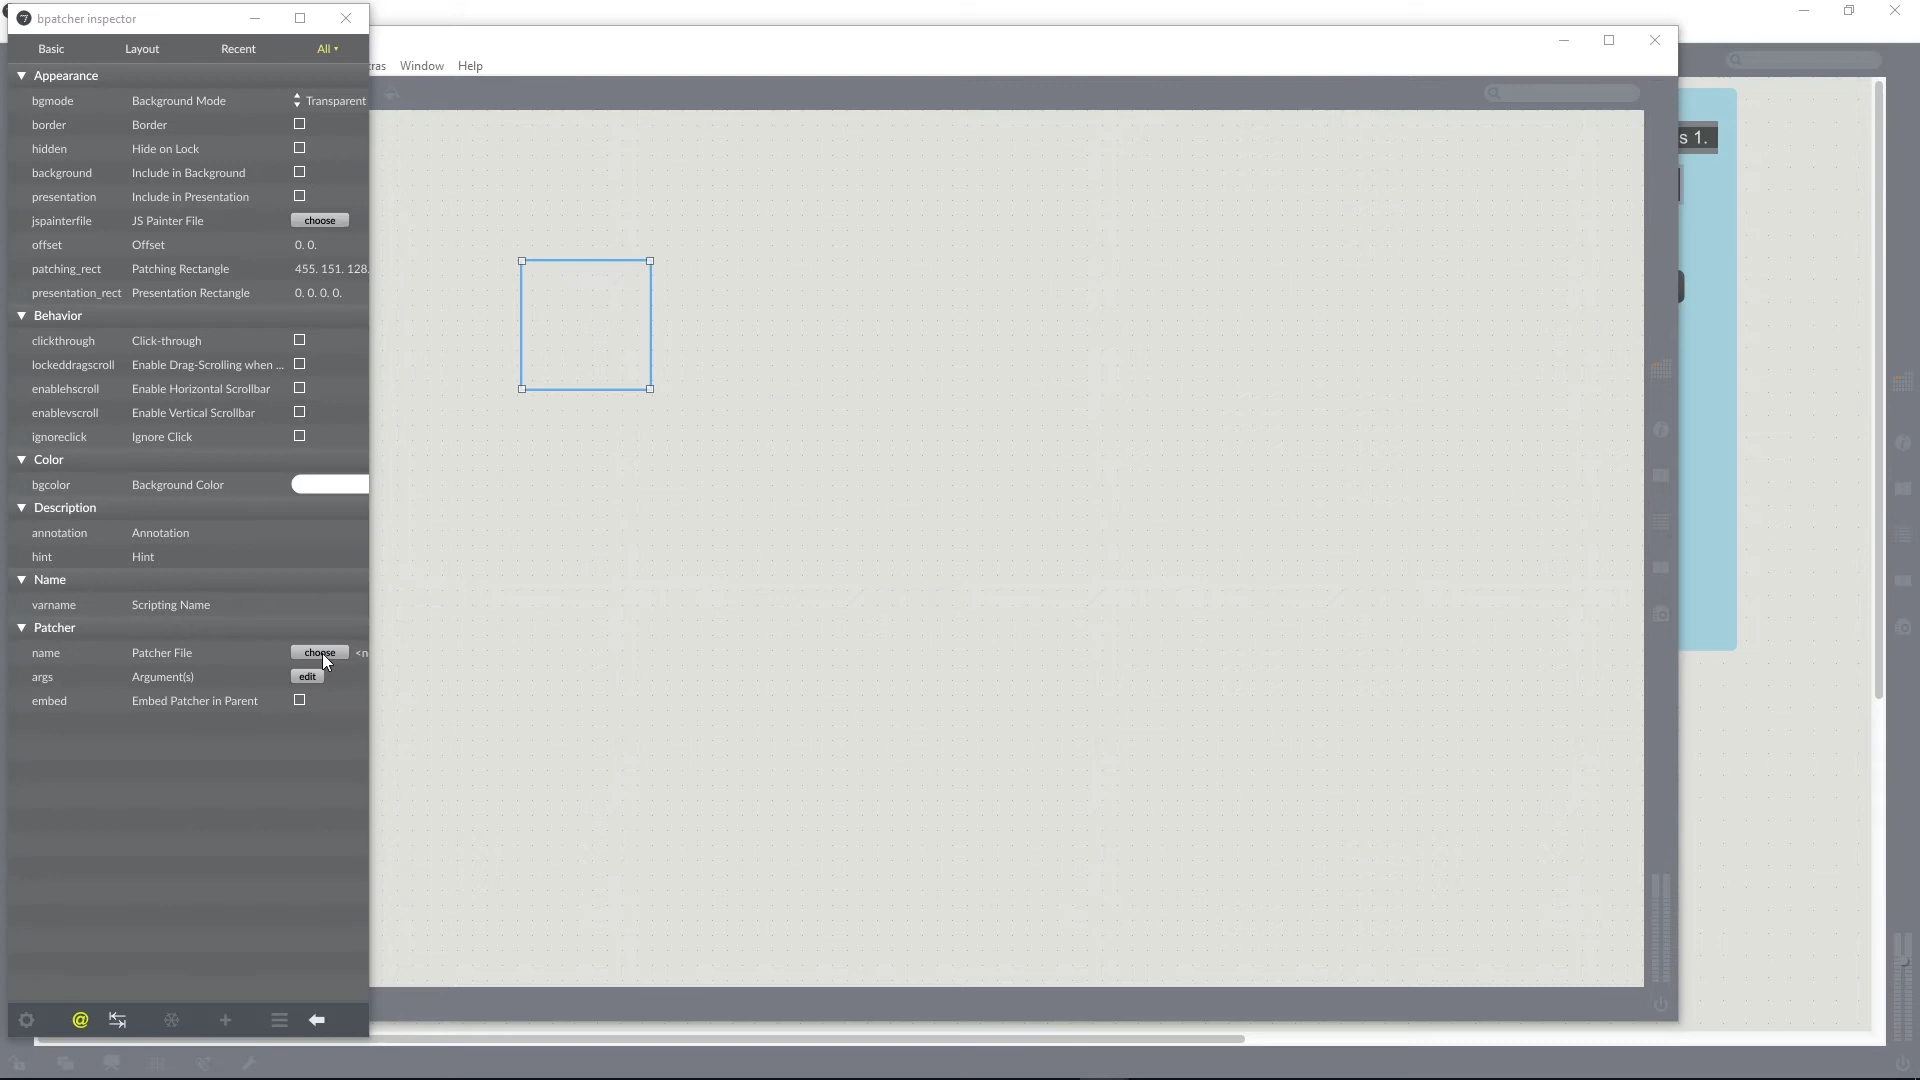 bpatcher inspector
Basic Layout Recent All
Window Help
Appearance
bgmode Background Mode Transparent
border Border
hidden Hide on Lock
background Include in Background
presentation Include in Presentation
jspainterfile JS Painter File choose
offset Offset 0. 0.
patching_rect Patching Rectangle 455. 151. 128.
presentation_rect Presentation Rectangle 0. 0. 0. 0.
Behavior
clickthrough Click-through
lockeddragscroll Enable Drag-Scrolling when ...
enablehscroll Enable Horizontal Scrollbar
enablevscroll Enable Vertical Scrollbar
ignoreclick Ignore Click
Color
bgcolor Background Color
Description
annotation Annotation
hint Hint
Name
varname Scripting Name
Patcher
name Patcher File choose <n
args Argument(s) edit
embed Embed Patcher in Parent
s 1.